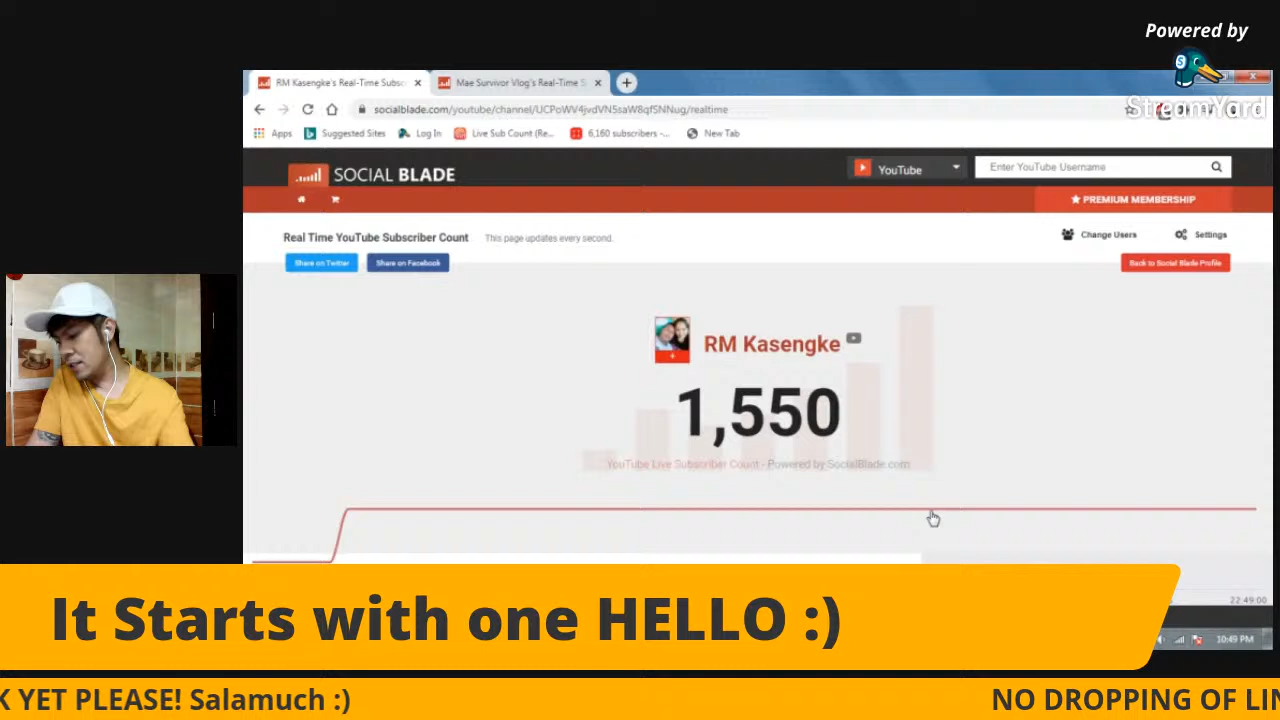 Powered by
StreamYard
RM Kasengke's Real-Time Subsc
Mae Survivor Vlog's Real-Time S
socialblade.com/youtube/channel/UCPoWV4jvdVN5saW8qfSNNug/realtime
Apps Suggested Sites Log In Live Sub Count (Re... 6,160 subscribers -... New Tab
SOCIAL BLADE
YouTube
Enter YouTube Username
PREMIUM MEMBERSHIP
Real Time YouTube Subscriber Count
This page updates every second.
Change Users
Settings
Share on Twitter
Share on Facebook
Back to Social Blade Profile
RM Kasengke
1,550
YouTube Live Subscriber Count - Powered by SocialBlade.com
22:49:00
10:49 PM
It Starts with one HELLO :)
K YET PLEASE! Salamuch :)
NO DROPPING OF LIN